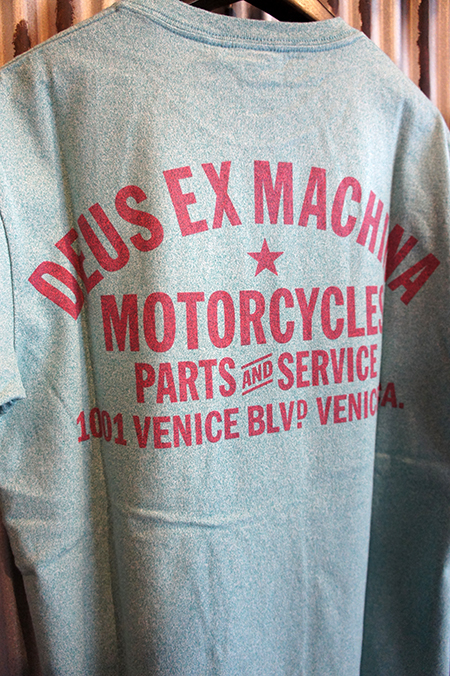 DEUS EX MACHINA
MOTORCYCLES
PARTS AND SERVICE
1001 VENICE BLVD VENICE CA.